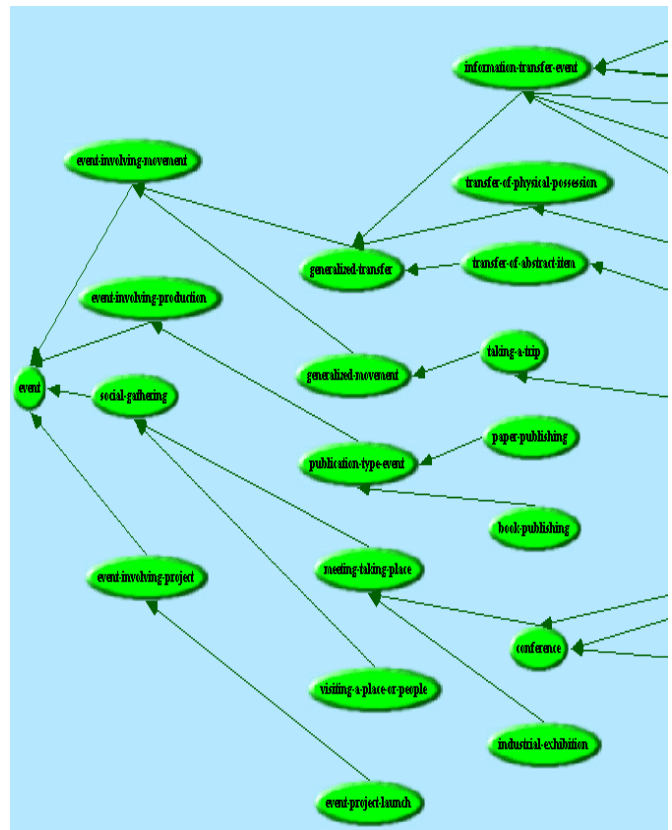 information-transfer-event
event-involving-movement
transfer-of-physical-possession
generalized-transfer
transfer-of-abstract-item
event-involving-production
taking-a-trip
generalized-movement
event
social-gathering
paper-publishing
publication-type-event
book-publishing
meeting-taking-place
event-involving-project
conference
visiting-a-place-or-people
industrial-exhibition
event-project-launch